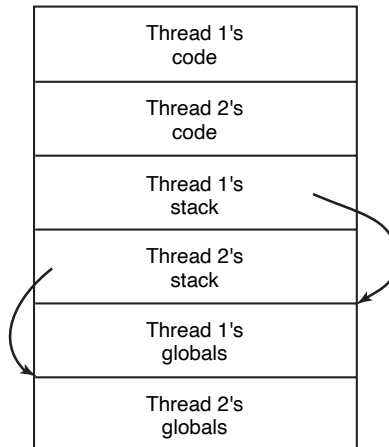 Thread 1's
code
Thread 2's
code
Thread 1's
stack
Thread 2's
stack
Thread 1's
globals
Thread 2's
globals